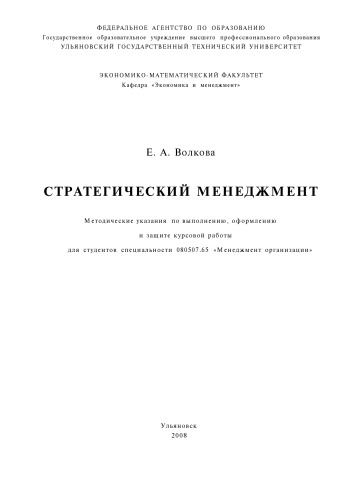 ФЕДЕРАЛЬНОЕ АГЕНТСТВО ПО ОБРАЗОВАНИЮ
Государственное образовательное учреждение высшего профессионального образования
УЛЬЯНОВСКИЙ ГОСУДАРСТВЕННЫЙ ТЕХНИЧЕСКИЙ УНИВЕРСИТЕТ
ЭКОНОМИКО-МАТЕМАТИЧЕСКИЙ ФАКУЛЬТЕТ
Кафедра «Экономика и менеджмент»
Е. А. Волкова
СТРАТЕГИЧЕСКИЙ МЕНЕДЖМЕНТ
Методические указания по выполнению, оформлению
и защите курсовой работы
для студентов специальности 080507.65 «Менеджмент организации»
Ульяновск
2008